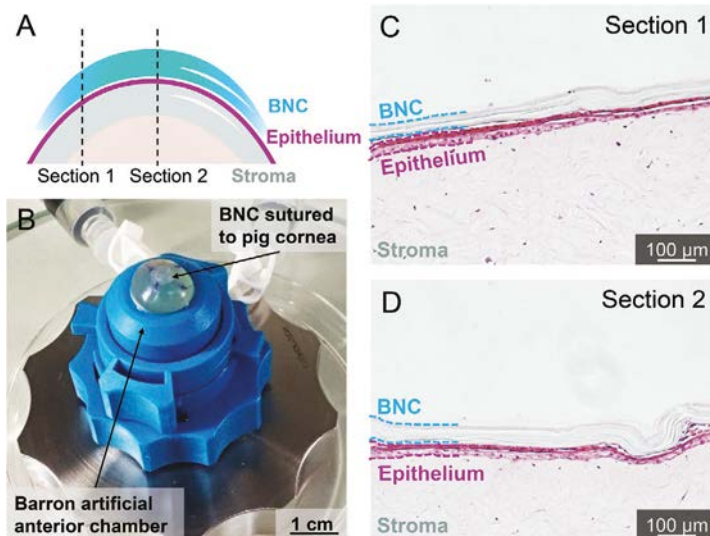 A
BNC
Epithelium
Section 1 Section 2 Stroma
B
BNC sutured
to pig cornea
Barron artificial
anterior chamber
1 cm
C
Section 1
BNC
Epithelium
Stroma
100 µm
D
Section 2
BNC
Epithelium
Stroma
100 µm